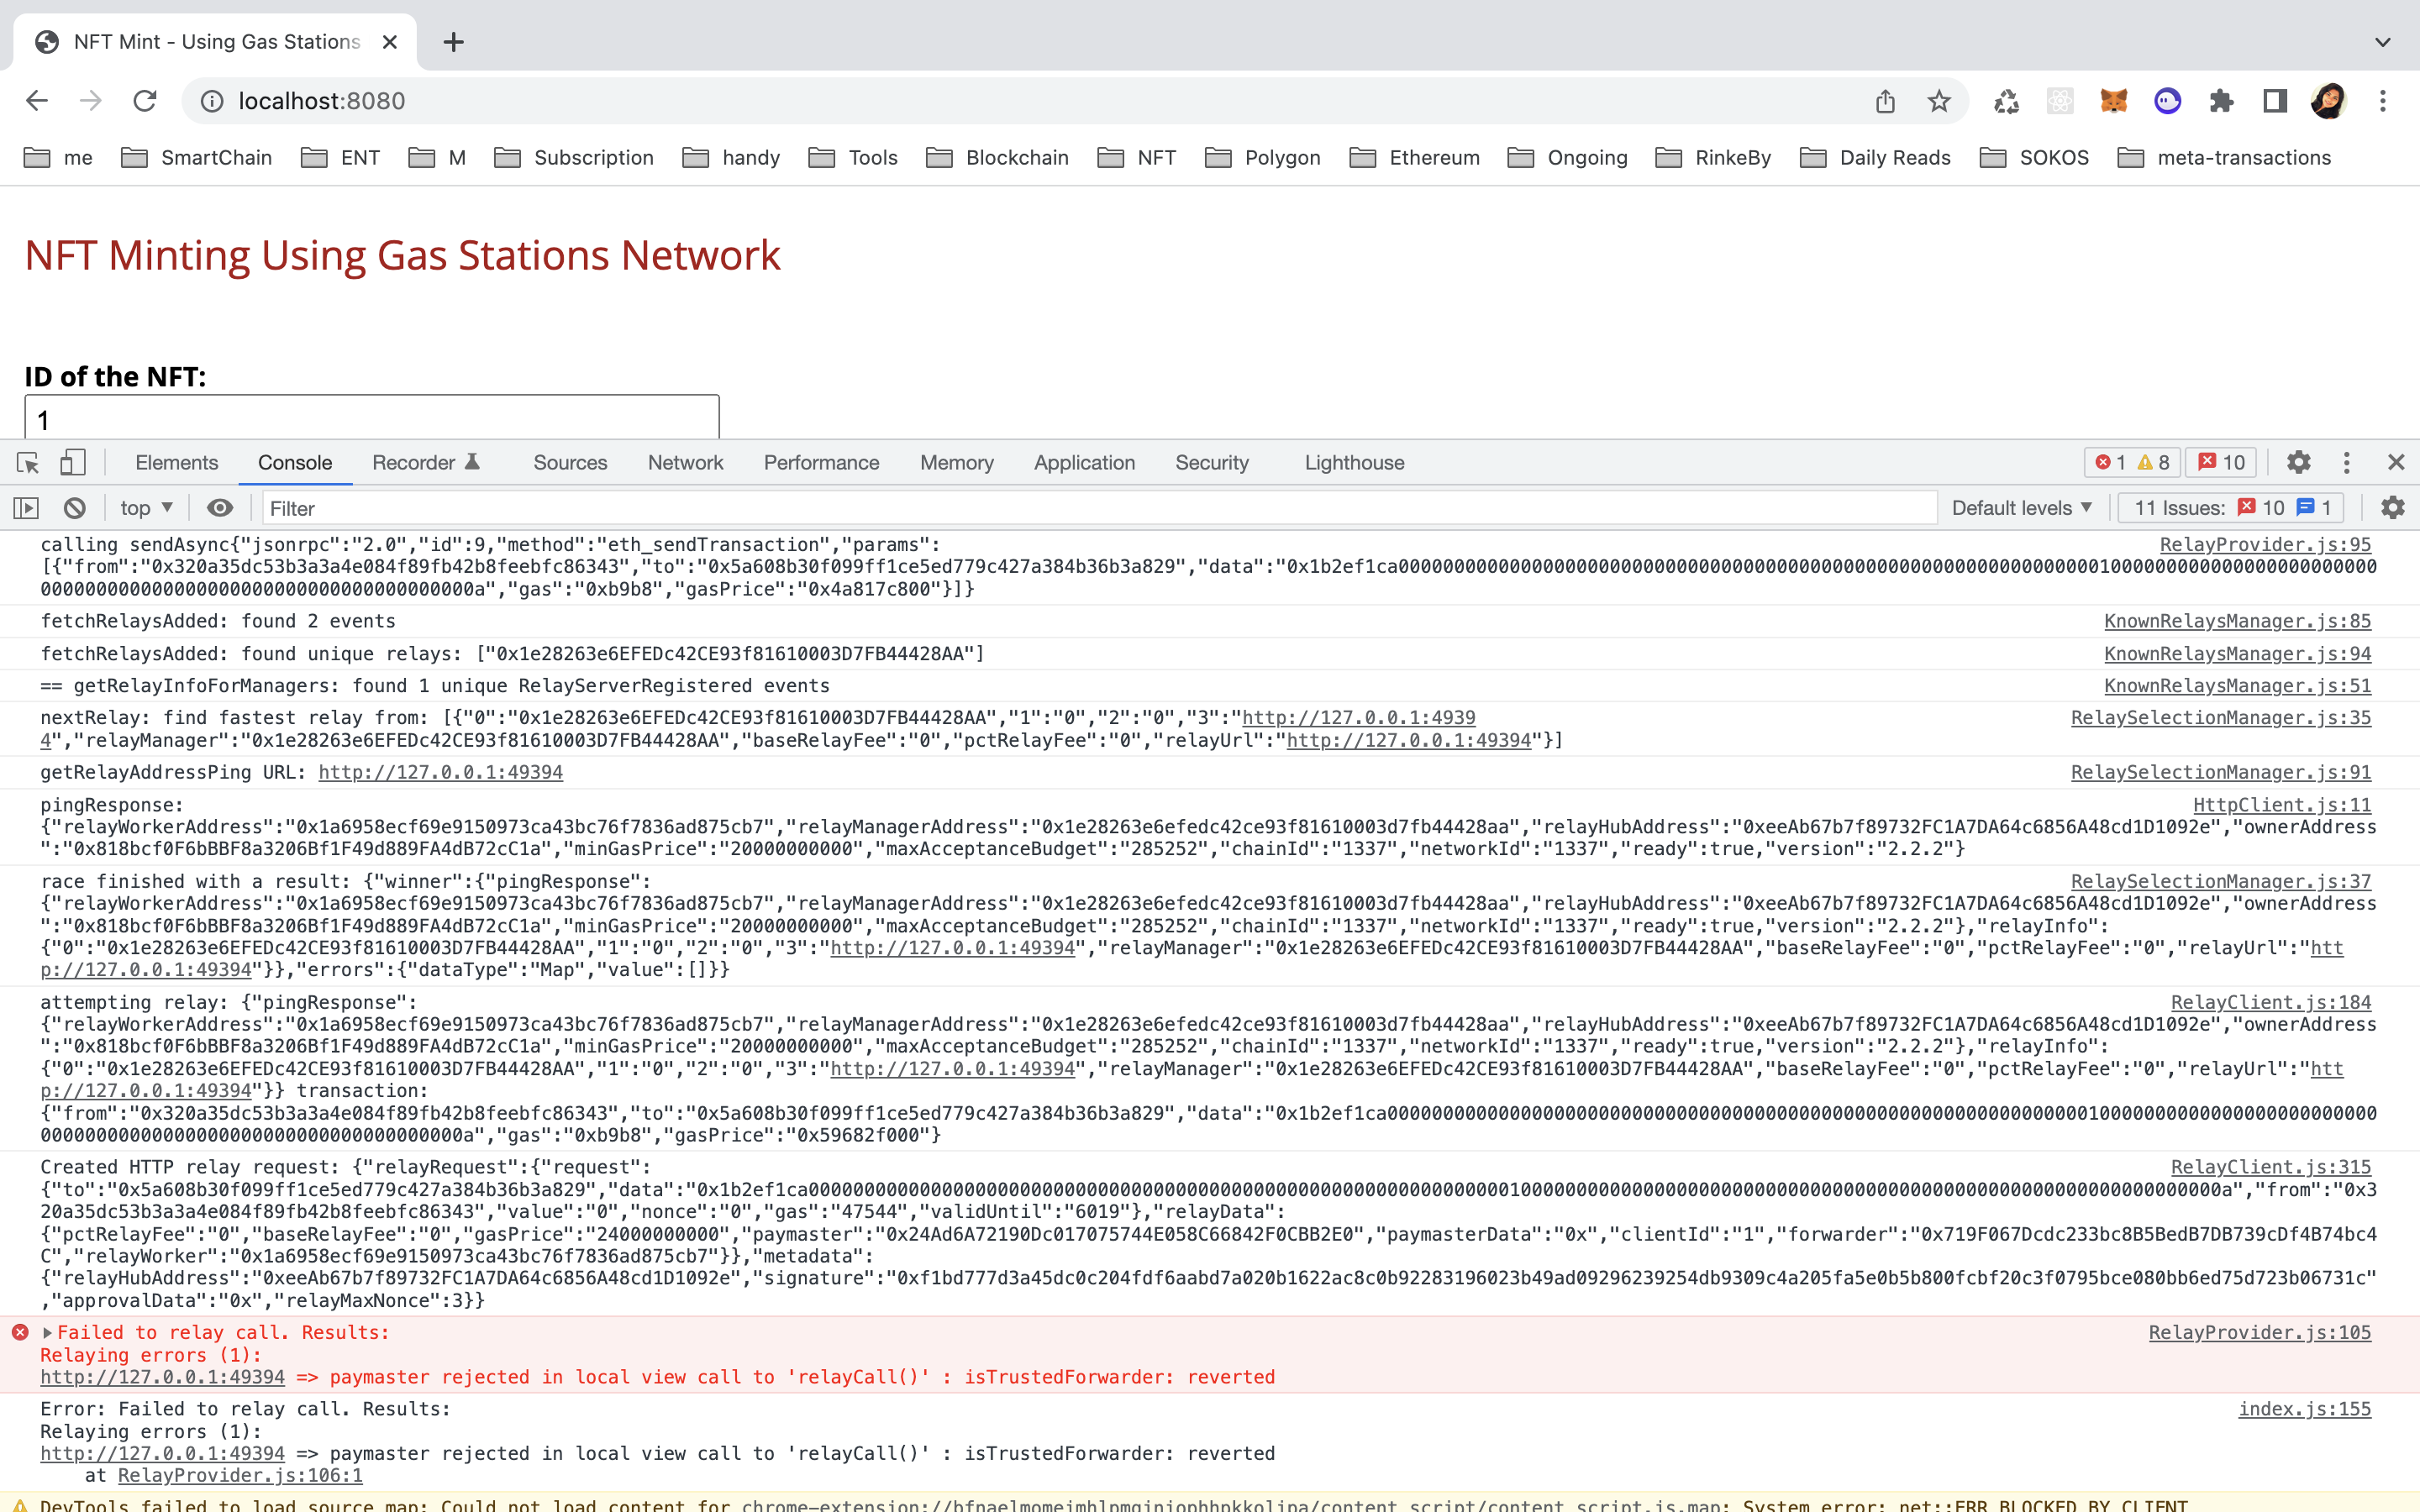 NFT Mint - Using Gas Stations
localhost:8080
me SmartChain ENT M Subscription handy Tools Blockchain NFT Polygon Ethereum Ongoing RinkeBy Daily Reads SOKOS meta-transactions
NFT Minting Using Gas Stations Network
ID of the NFT:
1
Elements Console Recorder Sources Network Performance Memory Application Security Lighthouse 1 8 10
top Filter Default levels 11 Issues: 10 1
calling sendAsync{"jsonrpc":"2.0","id":9,"method":"eth_sendTransaction","params": RelayProvider.js:95
[{"from":"0x320a35dc53b3a3a4e084f89fb42b8feebfc86343","to":"0x5a608b30f099ff1ce5ed779c427a384b36b3a829","data":"0x1b2ef1ca00000000000000000000000000000000000000000000000000000000000000010000000000000000000000
000000000000000000000000000000000000000000a","gas":"0xb9b8","gasPrice":"0x4a817c800"}]}
fetchRelaysAdded: found 2 events KnownRelaysManager.js:85
fetchRelaysAdded: found unique relays: ["0x1e28263e6EFEDc42CE93f81610003D7FB44428AA"] KnownRelaysManager.js:94
== getRelayInfoForManagers: found 1 unique RelayServerRegistered events KnownRelaysManager.js:51
nextRelay: find fastest relay from: [{"0":"0x1e28263e6EFEDc42CE93f81610003D7FB44428AA","1":"0","2":"0","3":"http://127.0.0.1:4939 RelaySelectionManager.js:35
4","relayManager":"0x1e28263e6EFEDc42CE93f81610003D7FB44428AA","baseRelayFee":"0","pctRelayFee":"0","relayUrl":"http://127.0.0.1:49394"}]
getRelayAddressPing URL: http://127.0.0.1:49394 RelaySelectionManager.js:91
pingResponse: HttpClient.js:11
{"relayWorkerAddress":"0x1a6958ecf69e9150973ca43bc76f7836ad875cb7","relayManagerAddress":"0x1e28263e6efedc42ce93f81610003d7fb44428aa","relayHubAddress":"0xeeAb67b7f89732FC1A7DA64c6856A48cd1D1092e","ownerAddress
":"0x818bcf0F6bBBF8a3206Bf1F49d889FA4dB72cC1a","minGasPrice":"20000000000","maxAcceptanceBudget":"285252","chainId":"1337","networkId":"1337","ready":true,"version":"2.2.2"}
race finished with a result: {"winner":{"pingResponse": RelaySelectionManager.js:37
{"relayWorkerAddress":"0x1a6958ecf69e9150973ca43bc76f7836ad875cb7","relayManagerAddress":"0x1e28263e6efedc42ce93f81610003d7fb44428aa","relayHubAddress":"0xeeAb67b7f89732FC1A7DA64c6856A48cd1D1092e","ownerAddress
":"0x818bcf0F6bBBF8a3206Bf1F49d889FA4dB72cC1a","minGasPrice":"20000000000","maxAcceptanceBudget":"285252","chainId":"1337","networkId":"1337","ready":true,"version":"2.2.2"},"relayInfo":
{"0":"0x1e28263e6EFEDc42CE93f81610003D7FB44428AA","1":"0","2":"0","3":"http://127.0.0.1:49394","relayManager":"0x1e28263e6EFEDc42CE93f81610003D7FB44428AA","baseRelayFee":"0","pctRelayFee":"0","relayUrl":"htt
p://127.0.0.1:49394"}},"errors":{"dataType":"Map","value":[]}}
attempting relay: {"pingResponse": RelayClient.js:184
{"relayWorkerAddress":"0x1a6958ecf69e9150973ca43bc76f7836ad875cb7","relayManagerAddress":"0x1e28263e6efedc42ce93f81610003d7fb44428aa","relayHubAddress":"0xeeAb67b7f89732FC1A7DA64c6856A48cd1D1092e","ownerAddress
":"0x818bcf0F6bBBF8a3206Bf1F49d889FA4dB72cC1a","minGasPrice":"20000000000","maxAcceptanceBudget":"285252","chainId":"1337","networkId":"1337","ready":true,"version":"2.2.2"},"relayInfo":
{"0":"0x1e28263e6EFEDc42CE93f81610003D7FB44428AA","1":"0","2":"0","3":"http://127.0.0.1:49394","relayManager":"0x1e28263e6EFEDc42CE93f81610003D7FB44428AA","baseRelayFee":"0","pctRelayFee":"0","relayUrl":"htt
p://127.0.0.1:49394"}} transaction:
{"from":"0x320a35dc53b3a3a4e084f89fb42b8feebfc86343","to":"0x5a608b30f099ff1ce5ed779c427a384b36b3a829","data":"0x1b2ef1ca00000000000000000000000000000000000000000000000000000000000000010000000000000000000000
000000000000000000000000000000000000000000a","gas":"0xb9b8","gasPrice":"0x59682f000"}
Created HTTP relay request: {"relayRequest":{"request": RelayClient.js:315
{"to":"0x5a608b30f099ff1ce5ed779c427a384b36b3a829","data":"0x1b2ef1ca0000000000000000000000000000000000000000000000000000000000000001000000000000000000000000000000000000000000000000000000000000000a","from":"0x3
20a35dc53b3a3a4e084f89fb42b8feebfc86343","value":"0","nonce":"0","gas":"47544","validUntil":"6019"},"relayData":
{"pctRelayFee":"0","baseRelayFee":"0","gasPrice":"24000000000","paymaster":"0x24Ad6A72190Dc017075744E058C66842F0CBB2E0","paymasterData":"0x","clientId":"1","forwarder":"0x719F067Dcdc233bc8B5BedB7DB739cDf4B74bc4
C","relayWorker":"0x1a6958ecf69e9150973ca43bc76f7836ad875cb7"}},"metadata":
{"relayHubAddress":"0xeeAb67b7f89732FC1A7DA64c6856A48cd1D1092e","signature":"0xf1bd777d3a45dc0c204fdf6aabd7a020b1622ac8c0b92283196023b49ad09296239254db9309c4a205fa5e0b5b800fcbf20c3f0795bce080bb6ed75d723b06731c"
,"approvalData":"0x","relayMaxNonce":3}}
Failed to relay call. Results: RelayProvider.js:105
Relaying errors (1):
http://127.0.0.1:49394 => paymaster rejected in local view call to 'relayCall()' : isTrustedForwarder: reverted
Error: Failed to relay call. Results: index.js:155
Relaying errors (1):
http://127.0.0.1:49394 => paymaster rejected in local view call to 'relayCall()' : isTrustedForwarder: reverted
at RelayProvider.js:106:1
DevTools failed to load source map: Could not load content for chrome-extension://bfnaelmomeimhlpmgjnjophhpkkoljpa/content_script/content_script.js.map: System error: net::ERR_BLOCKED_BY_CLIENT